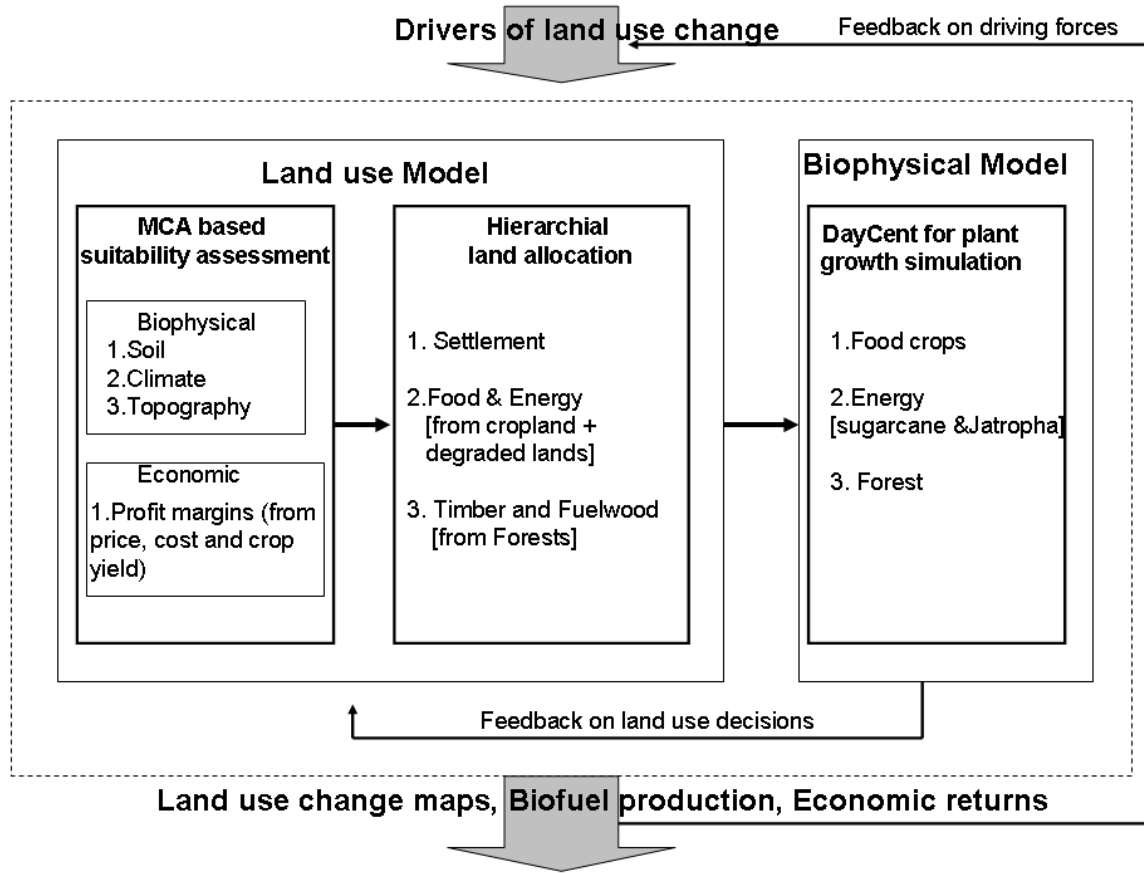 Drivers of land use change
Feedback on driving forces
Land use Model
MCA based
suitability assessment
Biophysical
1.Soil
2.Climate
3.Topography
Economic
1.Profit margins (from
price, cost and crop
yield)
Hierarchial
land allocation
1. Settlement
2.Food & Energy
[from cropland +
degraded lands]
3. Timber and Fuelwood
[from Forests]
Biophysical Model
DayCent for plant
growth simulation
1.Food crops
2.Energy
[sugarcane &Jatropha]
3. Forest
Feedback on land use decisions
Land use change maps, Biofuel production, Economic returns